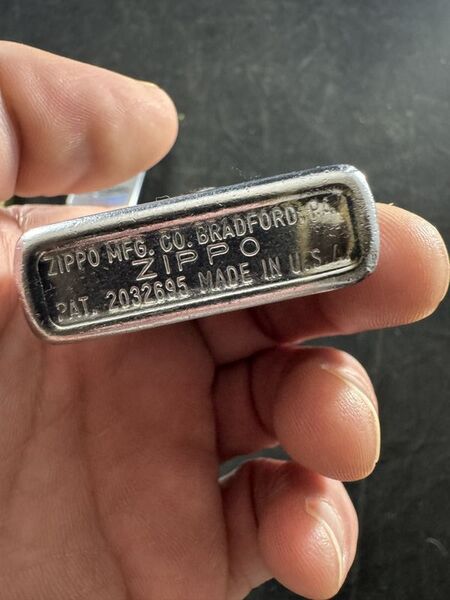 ZIPPO MFG. CO. BRADFORD, PA.
ZIPPO
PAT. 2032695 MADE IN U.S.A.